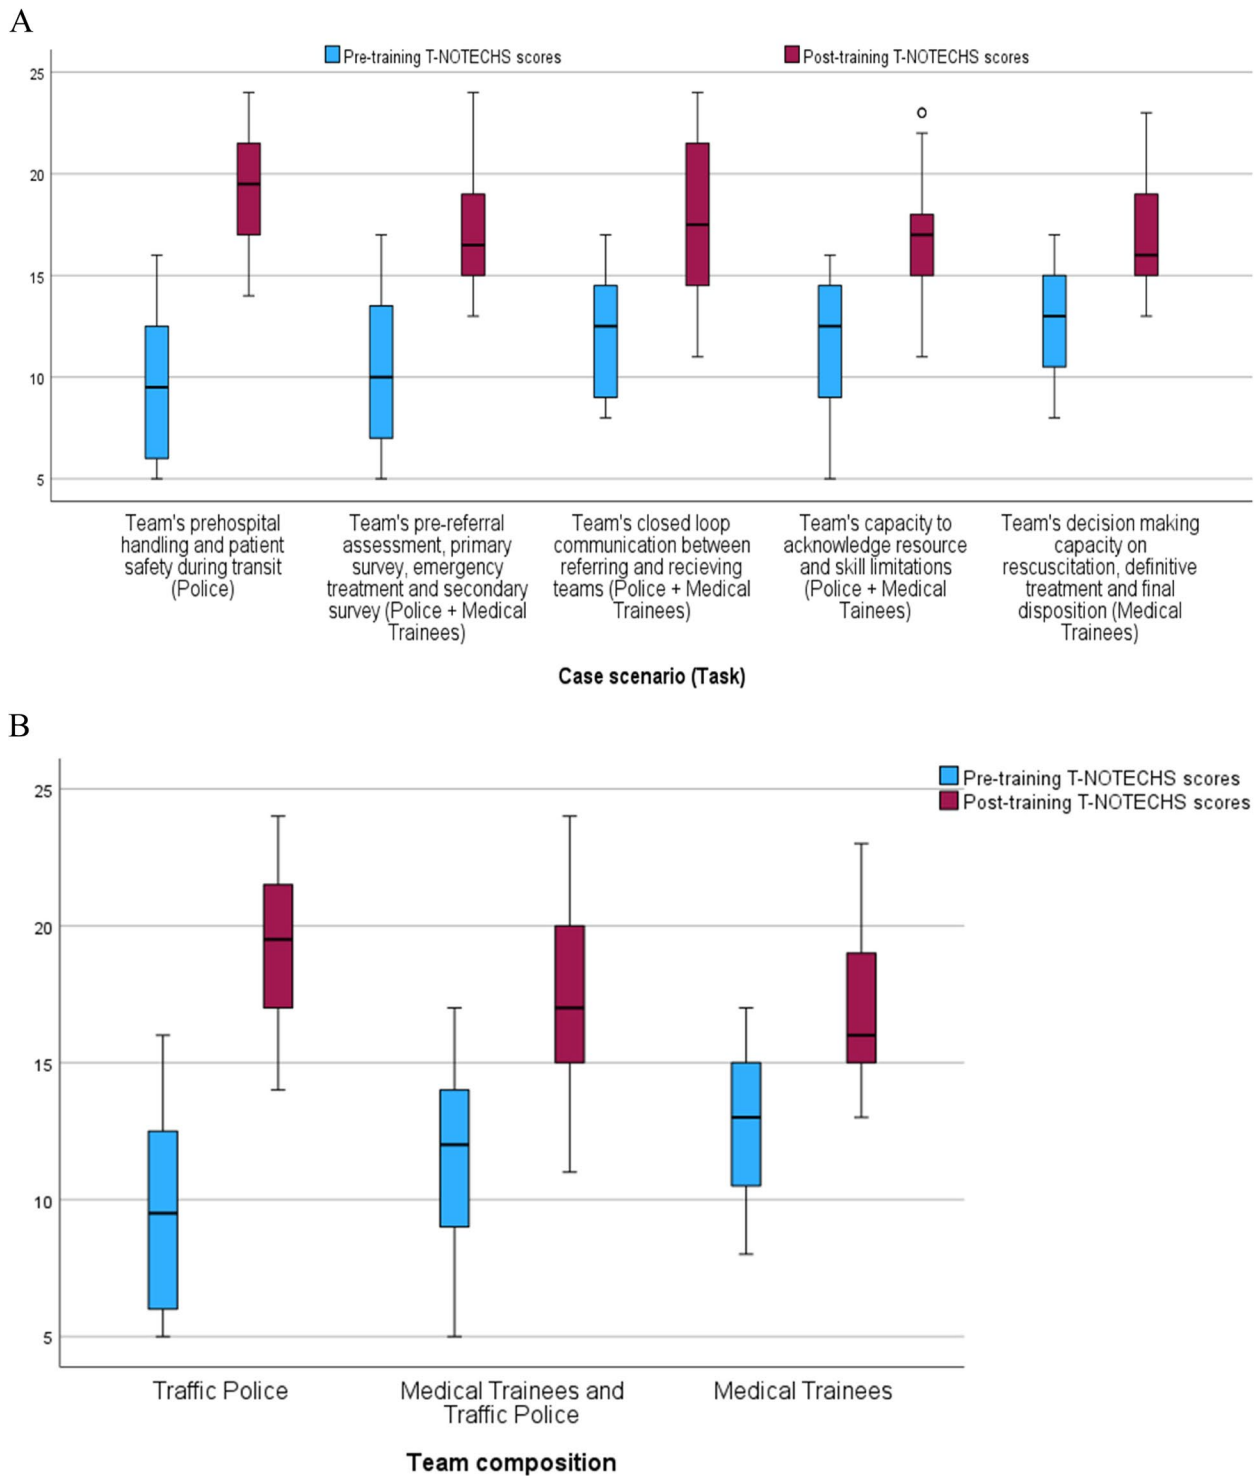 A
Pre-training T-NOTECHS scores
Post-training T-NOTECHS scores
25
20
15
10
5
Team's prehospital
handling and patient
safety during transit
(Police)
Team's pre-referral
assessment, primary
survey, emergency
treatment and secondary
survey (Police + Medical
Trainees)
Team's closed loop
communication between
referring and recieving
teams (Police + Medical
Trainees)
Team's capacity to
acknowledge resource
and skill limitations
(Police + Medical
Tainees)
Team's decision making
capacity on
rescuscitation, definitive
treatment and final
disposition (Medical
Trainees)
Case scenario (Task)
B
Pre-training T-NOTECHS scores
Post-training T-NOTECHS scores
25
20
15
10
5
Traffic Police
Medical Trainees and
Traffic Police
Medical Trainees
Team composition